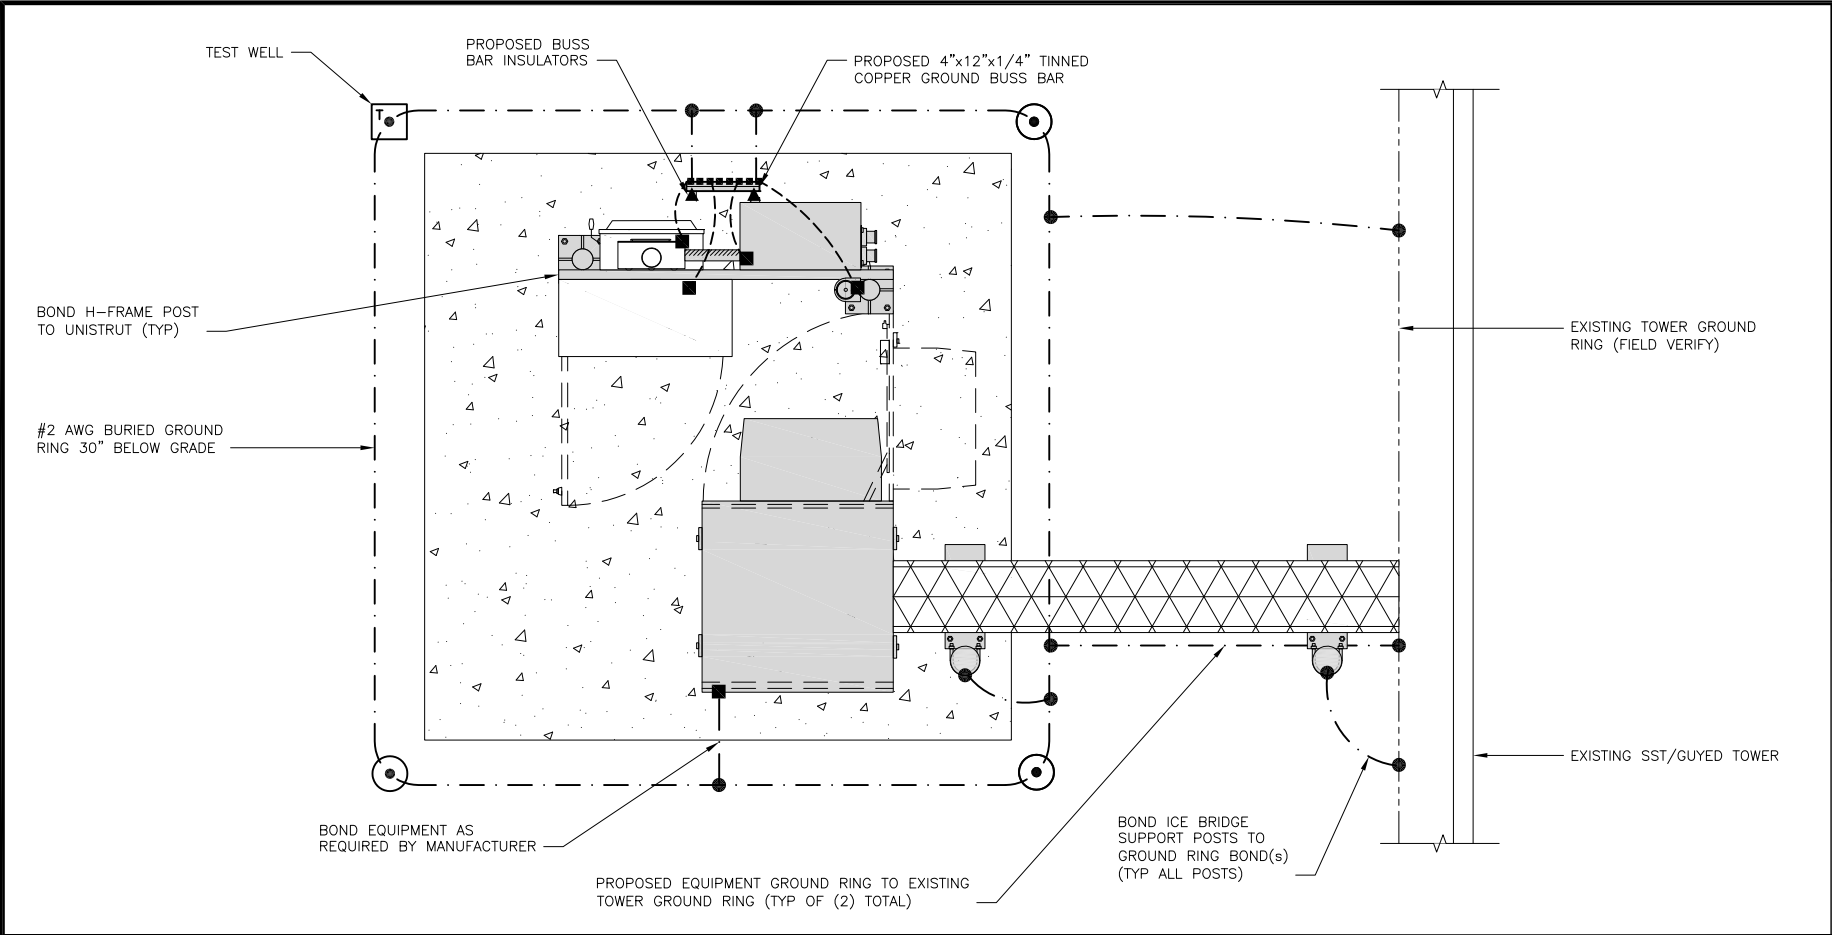 TEST WELL
PROPOSED BUSS
BAR INSULATORS
PROPOSED 4"x12"x1/4" TINNED
COPPER GROUND BUSS BAR
T
BOND H-FRAME POST
TO UNISTRUT (TYP)
EXISTING TOWER GROUND
RING (FIELD VERIFY)
#2 AWG BURIED GROUND
RING 30" BELOW GRADE
EXISTING SST/GUYED TOWER
BOND EQUIPMENT AS
REQUIRED BY MANUFACTURER
BOND ICE BRIDGE
SUPPORT POSTS TO
GROUND RING BOND(s)
(TYP ALL POSTS)
PROPOSED EQUIPMENT GROUND RING TO EXISTING
TOWER GROUND RING (TYP OF (2) TOTAL)